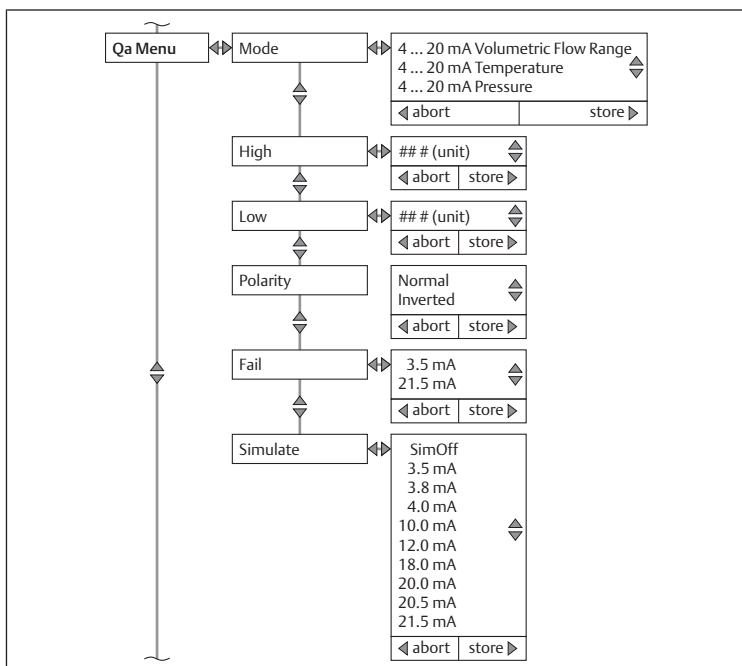 Qa Menu
Mode
4 ... 20 mA Volumetric Flow Range
4 ... 20 mA Temperature
4 ... 20 mA Pressure
abort store
High
## # (unit)
abort store
Low
## # (unit)
abort store
Polarity
Normal
Inverted
abort store
Fail
3.5 mA
21.5 mA
abort store
Simulate
SimOff
3.5 mA
3.8 mA
4.0 mA
10.0 mA
12.0 mA
18.0 mA
20.0 mA
20.5 mA
21.5 mA
abort store